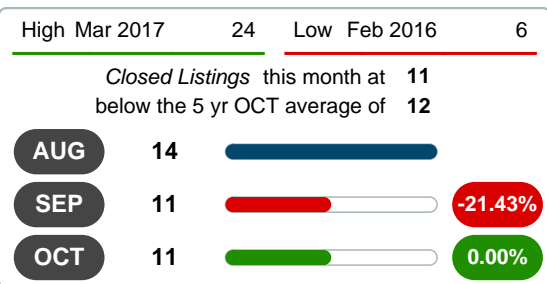 High Mar 2017 24 Low Feb 2016 6
Closed Listings this month at 11
below the 5 yr OCT average of 12
AUG 14
SEP 11 -21.43%
OCT 11 0.00%